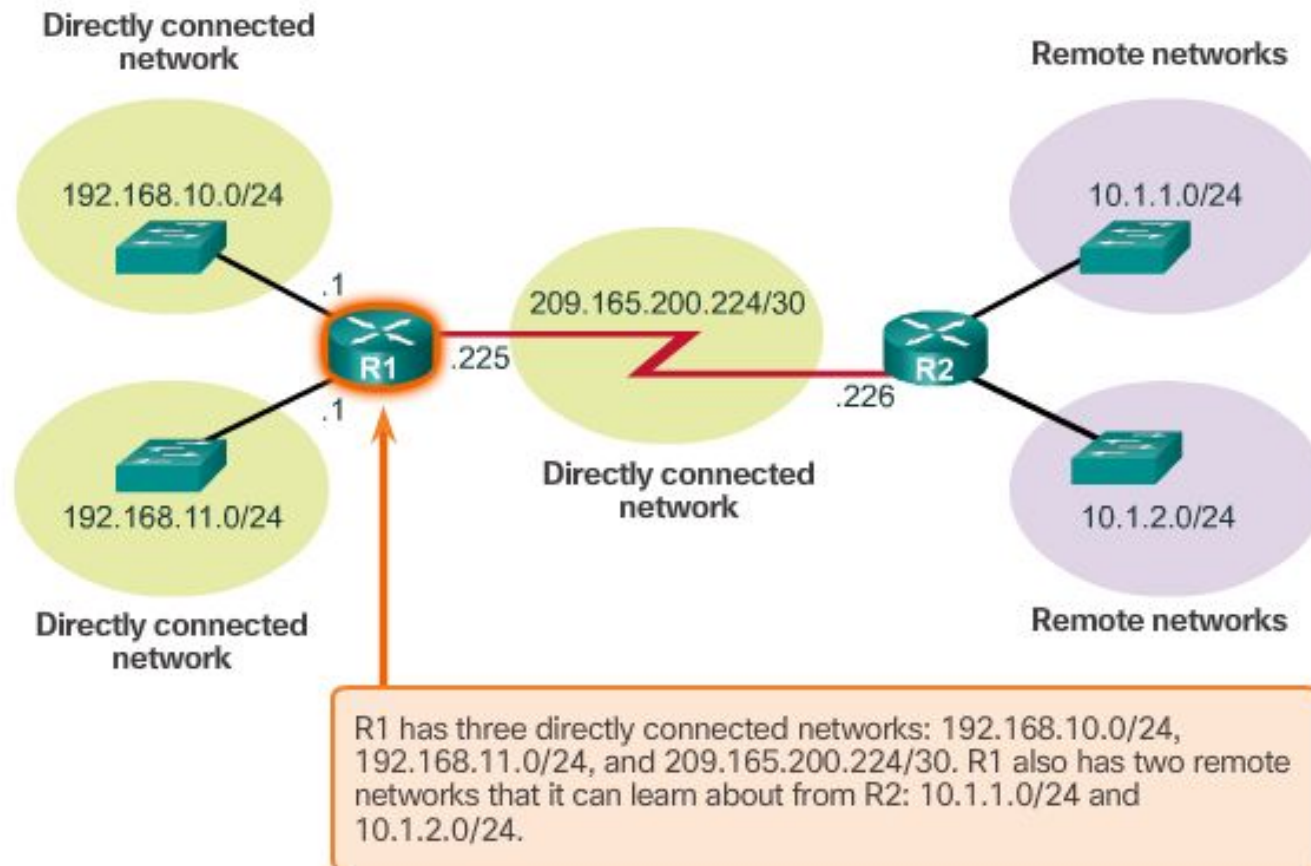 Directly connected
network
Remote networks
192.168.10.0/24
10.1.1.0/24
.1
209.165.200.224/30
R1
.225
R2
.226
.1
192.168.11.0/24
Directly connected
network
10.1.2.0/24
Directly connected
network
Remote networks
R1 has three directly connected networks: 192.168.10.0/24,
192.168.11.0/24, and 209.165.200.224/30. R1 also has two remote
networks that it can learn about from R2: 10.1.1.0/24 and
10.1.2.0/24.